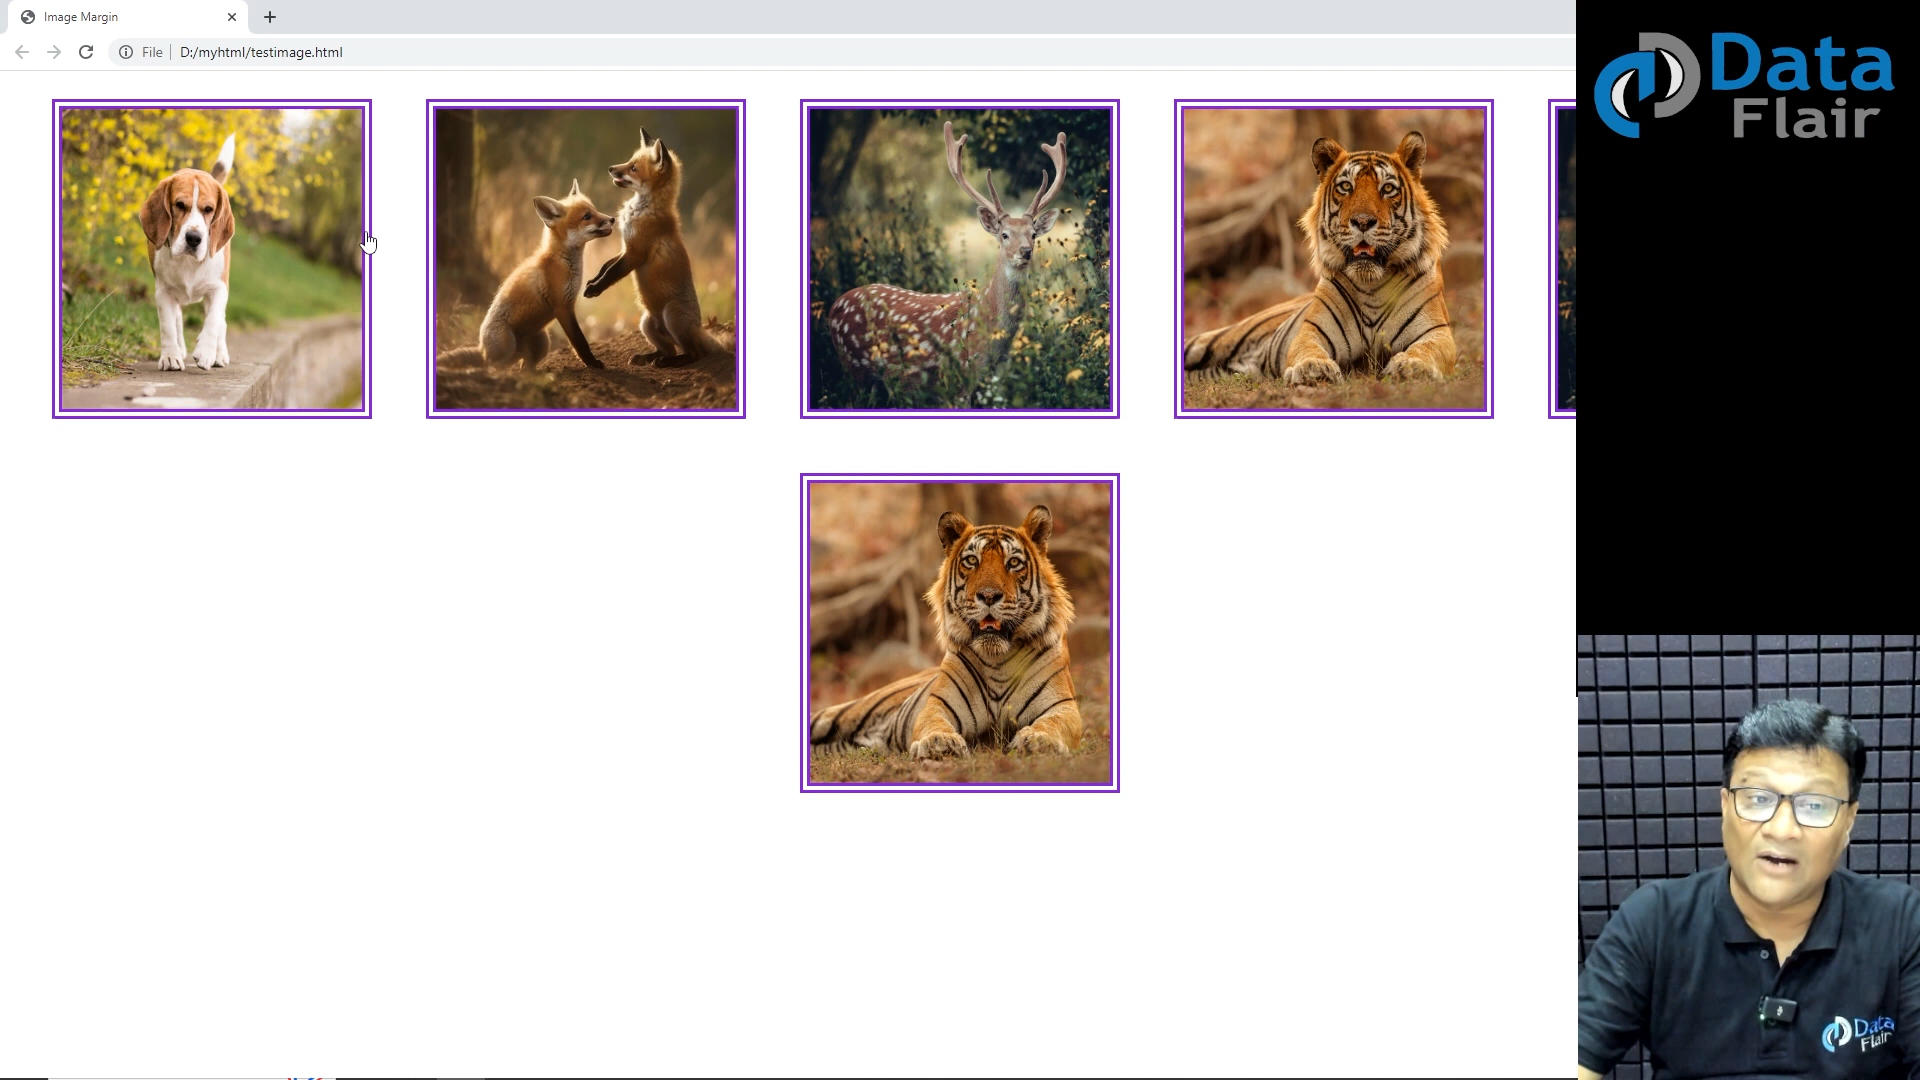 Image Margin
File
D:/myhtml/testimage.html
Data
Flair
Data
Flair